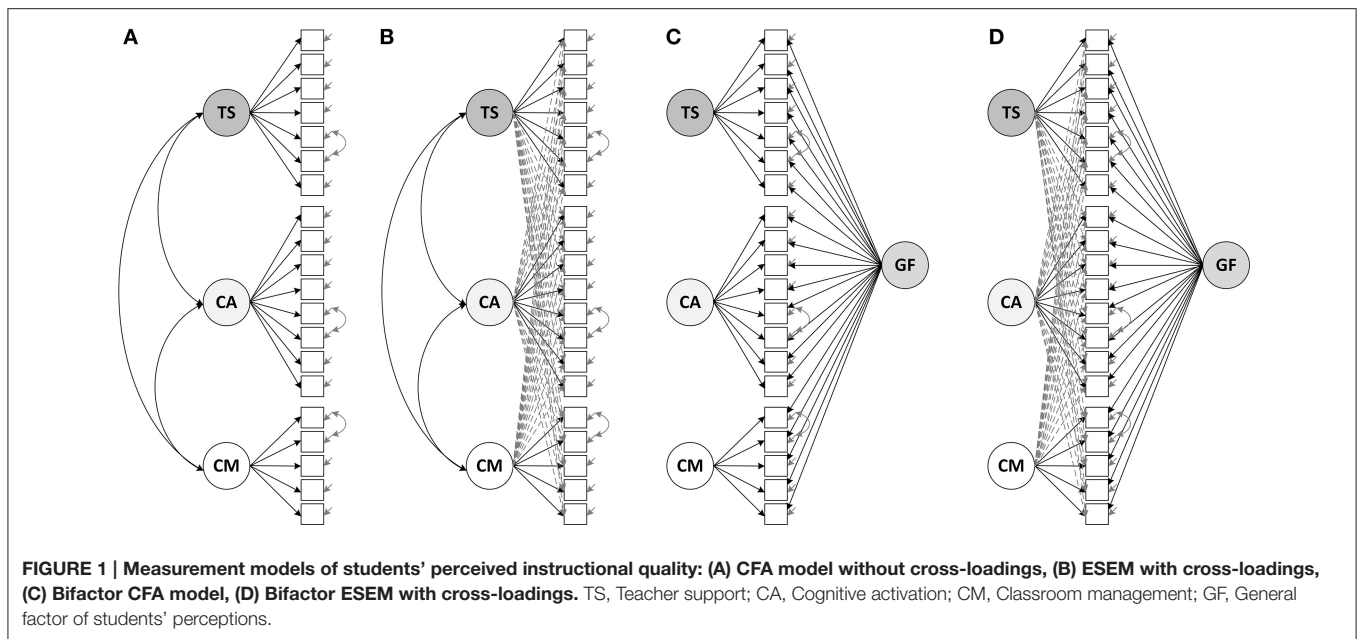 A B C D
TS TS TS TS
GF GF
CA CA CA CA
CM CM CM CM
FIGURE 1 | Measurement models of students' perceived instructional quality: (A) CFA model without cross-loadings, (B) ESEM with cross-loadings,
(C) Bifactor CFA model, (D) Bifactor ESEM with cross-loadings. TS, Teacher support; CA, Cognitive activation; CM, Classroom management; GF, General
factor of students' perceptions.